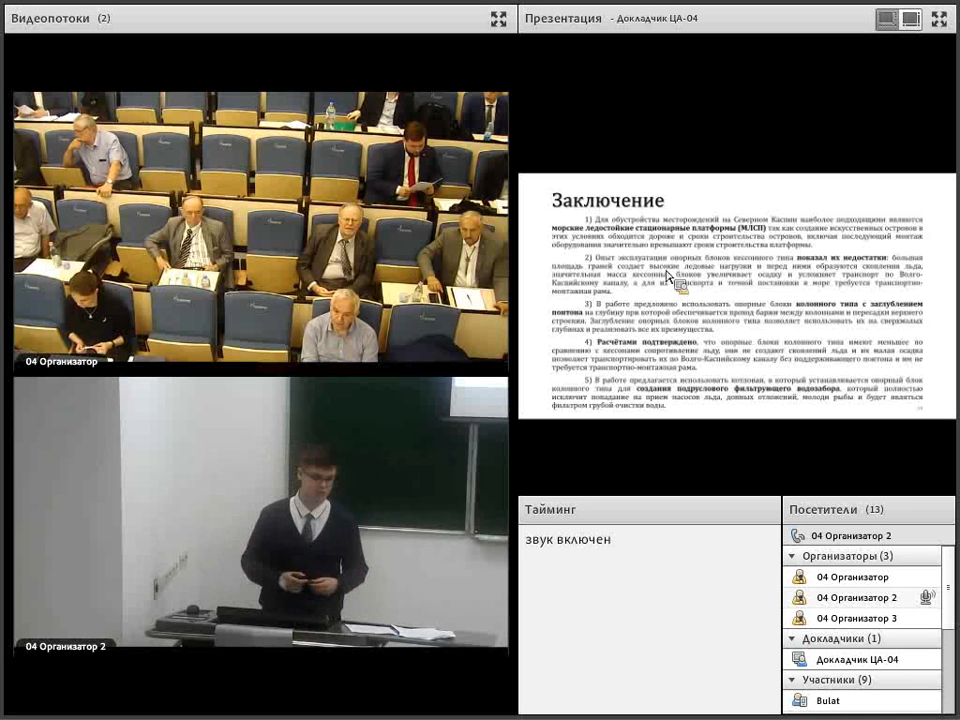 Видеопотоки (2)
Презентация - Докладчик ЦА-04
04 Организатор
04 Организатор 2
Заключение
1) Для обустройства месторождений на Северном Каспии наиболее подходящими являются
морские ледостойкие стационарные платформы (МЛСП) так как создание искусственных островов в
этих условиях обходится дороже и сроки строительства островов, включая последующий монтаж
оборудования значительно превышают сроки строительства платформы.
2) Опыт эксплуатации опорных блоков кессонного типа показал их недостатки: большая
площадь граней создает высокие ледовые нагрузки и перед ними образуются скопления льда,
значительная масса кессонных блоков увеличивает осадку и усложняет транспорт по Волго-
Каспийскому каналу, а для их транспорта и точной постановки в море требуется транспортно-
монтажная рама.
3) В работе предложено использовать опорные блоки колонного типа с заглублением
понтона на глубину при которой обеспечивается проход баржи между колоннами и пересадки верхнего
строения. Заглубление опорных блоков колонного типа позволяет использовать их на сверхмалых
глубинах и реализовать все их преимущества.
4) Расчётами подтверждено, что опорные блоки колонного типа имеют меньшее по
сравнению с кессонами сопротивление льду, они не создают скоплений льда и их малая осадка
позволяет транспортировать их по Волго-Каспийскому каналу без поддерживающего понтона и им не
требуется транспортно-монтажная рама.
5) В работе предлагается использовать котлован, в который устанавливается опорный блок
колонного типа для создания подруслового фильтрующего водозабора, который полностью
исключит попадание на прием насосов льда, донных отложений, молоди рыбы и будет являться
фильтром грубой очистки воды.
Тайминг
звук включен
Посетители (13)
04 Организатор 2
Организаторы (3)
04 Организатор
04 Организатор 2
04 Организатор 3
Докладчики (1)
Докладчик ЦА-04
Участники (9)
Bulat